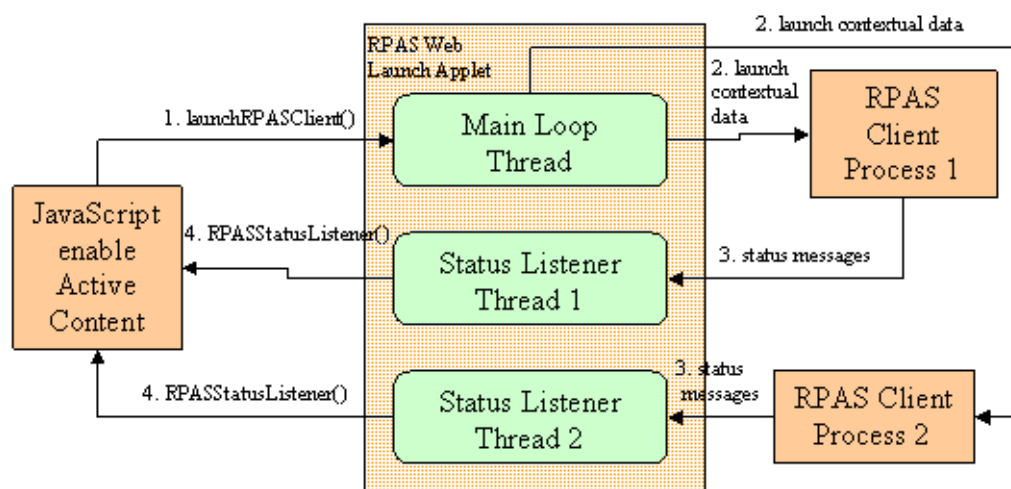 2. launch contextual data
RPAS Web
Launch Applet
2. launch
contextual
data
1. launchRPASClient()
Main Loop
Thread
RPAS
Client
Process 1
JavaScript
enable
Active
Content
4. RPASStatusListener()
Status Listener
Thread 1
3. status messages
4. RPASStatusListener()
Status Listener
Thread 2
3. status
messages
RPAS Client
Process 2